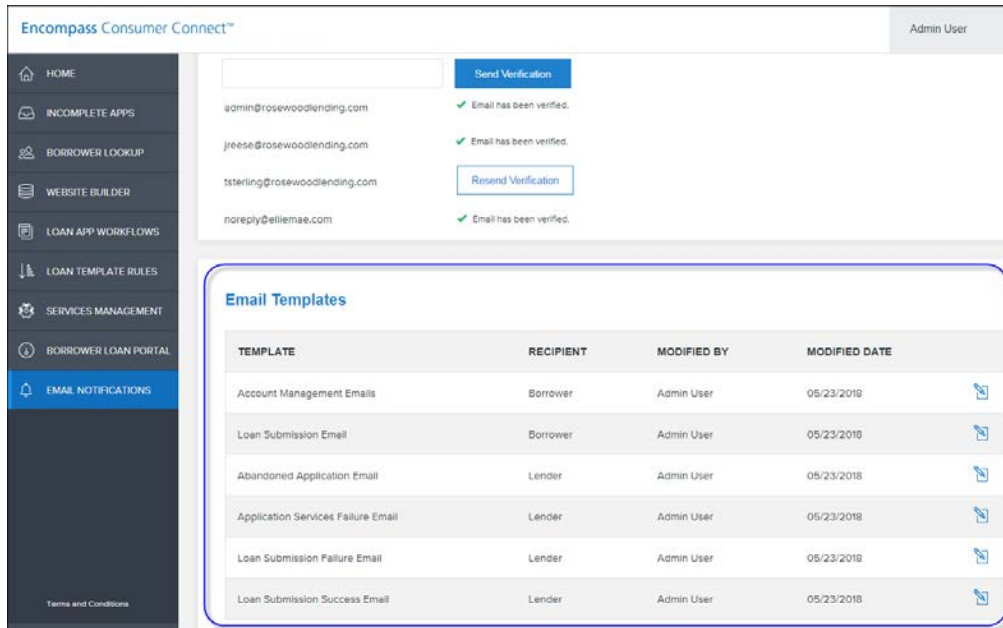 Encompass Consumer Connect™
Admin User
HOME
INCOMPLETE APPS
BORROWER LOOKUP
WEBSITE BUILDER
LOAN APP WORKFLOWS
LOAN TEMPLATE RULES
SERVICES MANAGEMENT
BORROWER LOAN PORTAL
EMAIL NOTIFICATIONS
Terms and Conditions
Send Verification
admin@rosewoodlending.com Email has been verified.
jreese@rosewoodlending.com Email has been verified.
tsterling@rosewoodlending.com Resend Verification
noreply@elliemae.com Email has been verified.
Email Templates
TEMPLATE RECIPIENT MODIFIED BY MODIFIED DATE
Account Management Emails Borrower Admin User 05/23/2018
Loan Submission Email Borrower Admin User 05/23/2018
Abandoned Application Email Lender Admin User 05/23/2018
Application Services Failure Email Lender Admin User 05/23/2018
Loan Submission Failure Email Lender Admin User 05/23/2018
Loan Submission Success Email Lender Admin User 05/23/2018